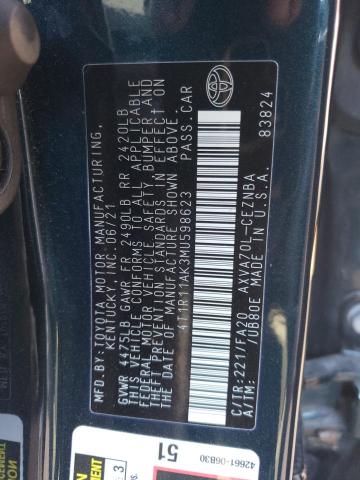 MFD.BY:TOYOTA MOTOR MANUFACTURING,
KENTUCKY, INC. 06/21
GVWR 4475LB GAWR FR 2490LB RR 2420LB
THIS VEHICLE CONFORMS TO ALL APPLICABLE
FEDERAL MOTOR VEHICLE SAFETY, BUMPER AND
THEFT PREVENTION STANDARDS IN EFFECT ON
THE DATE OF MANUFACTURE SHOWN ABOVE.
4T1R11AK3MU598623 PASS.CAR
C/TR:221/FA20 AXVA70L-CEZNBA
A/TM: /UB80E MADE IN U.S.A.
83824
42661-06B30
51